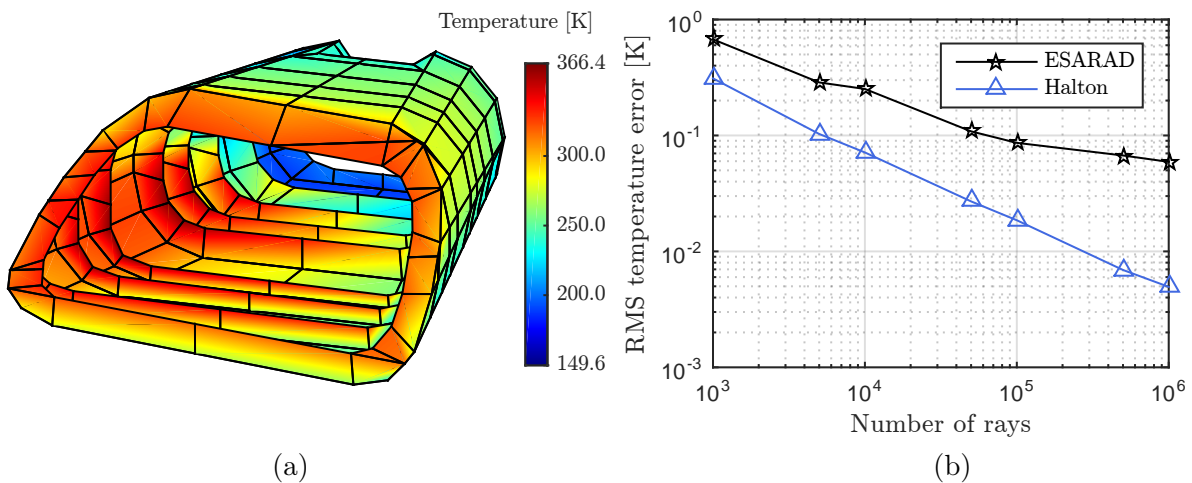 Temperature [K]
366.4
300.0
250.0
200.0
149.6
(a)
RMS temperature error [K]
10^0
10^-1
10^-2
10^-3
ESARAD
Halton
10^3
10^4
10^5
10^6
Number of rays
(b)